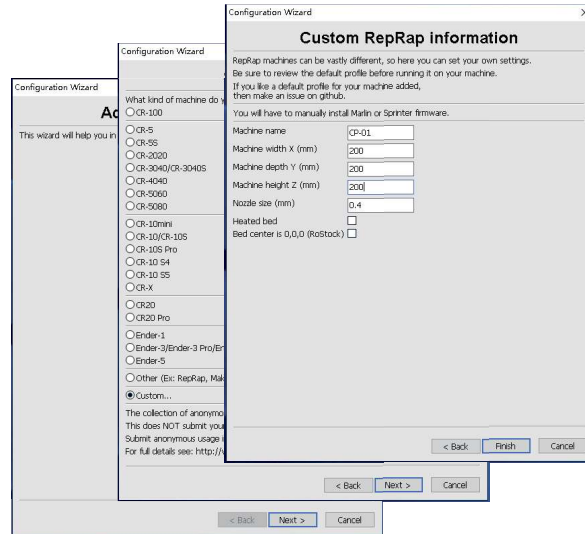 Configuration Wizard
Custom RepRap information
RepRap machines can be vastly different, so here you can set your own settings.
Be sure to review the default profile before running it on your machine.
If you like a default profile for your machine added,
then make an issue on github.
You will have to manually install Marlin or Sprinter firmware.
Machine name CP-01
Machine width X (mm) 200
Machine depth Y (mm) 200
Machine height Z (mm) 200
Nozzle size (mm) 0.4
Heated bed
Bed center is 0,0,0 (RoStock)
< Back Finish Cancel
Configuration Wizard
What kind of machine do
CR-100
CR-5
CR-5S
CR-2020
CR-3040/CR-3040S
CR-4040
CR-5060
CR-5080
CR-10mini
CR-10/CR-10S
CR-10S Pro
CR-10 S4
CR-10 S5
CR-X
CR20
CR20 Pro
Ender-1
Ender-3/Ender-3 Pro/En
Ender-5
Other (Ex: RepRap, Mak
Custom...
The collection of anonymo
This does NOT submit your
Submit anonymous usage
For full details see: http://
< Back Next > Cancel
Configuration Wizard
This wizard will help you in
< Back Next > Cancel